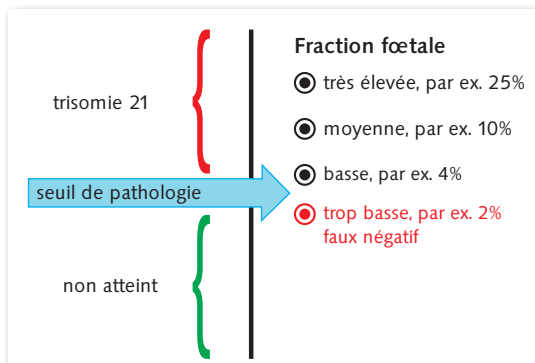 Fraction fœtale
trisomie 21
très élevée, par ex. 25%
moyenne, par ex. 10%
basse, par ex. 4%
seuil de pathologie
trop basse, par ex. 2%
faux négatif
non atteint